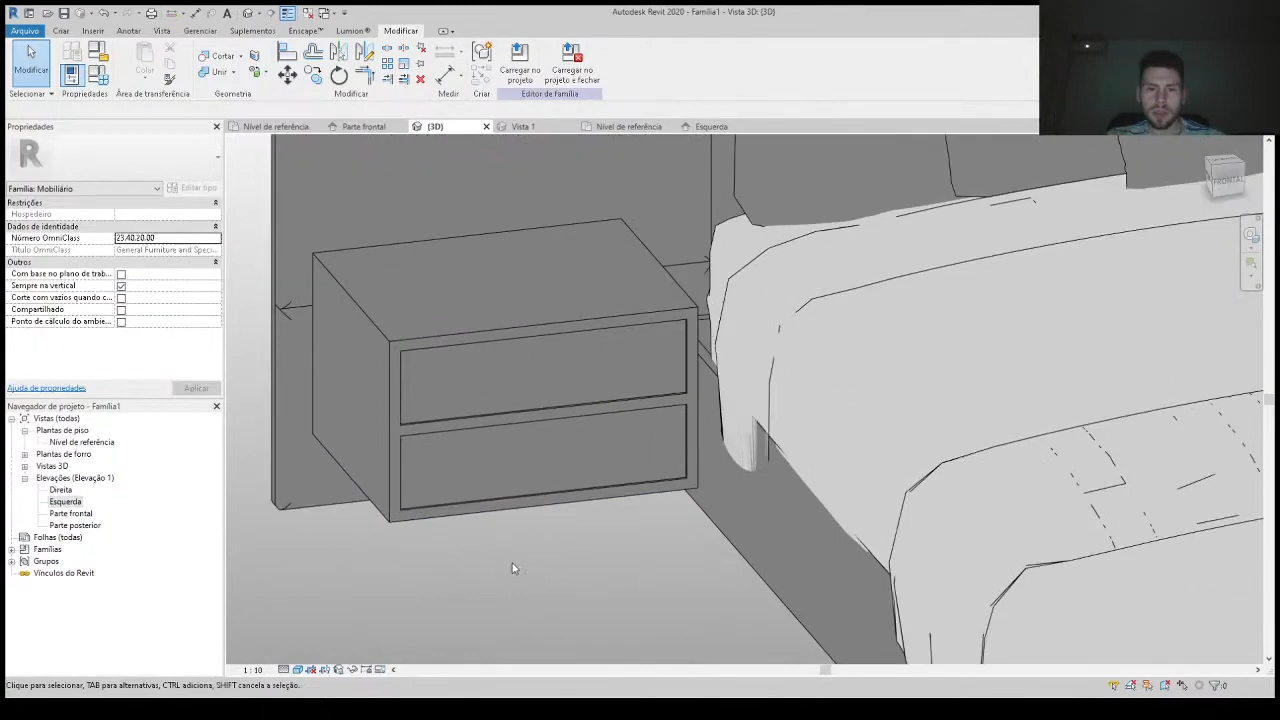 Autodesk Revit 2020 - Família1 - Vista 3D: {3D}
Arquivo Criar Inserir Anotar Vista Gerenciar Suplementos Enscape™ Lumion® Modificar
Modificar
Colar
Cortar
Unir
Carregar no projeto
Carregar no projeto e fechar
Selecionar Propriedades Área de transferência Geometria Modificar Medir Criar Editor de família
Propriedades
Nível de referência Parte frontal {3D} Vista 1 Nível de referência Esquerda
FRONTAL
Família: Mobiliário Editar tipo
Restrições
Hospedeiro
Dados de identidade
Número OmniClass 23.40.20.00
Título OmniClass General Furniture and Speci...
Outros
Com base no plano de trab...
Sempre na vertical
Corte com vazios quando c...
Compartilhado
Ponto de cálculo do ambie...
Ajuda de propriedades Aplicar
Navegador de projeto - Família1
Vistas (todas)
Plantas de piso
Nível de referência
Plantas de forro
Vistas 3D
Elevações (Elevação 1)
Direita
Esquerda
Parte frontal
Parte posterior
Folhas (todas)
Famílias
Grupos
Vínculos do Revit
1 : 10
Clique para selecionar, TAB para alternativas, CTRL adiciona, SHIFT cancela a seleção.
:0